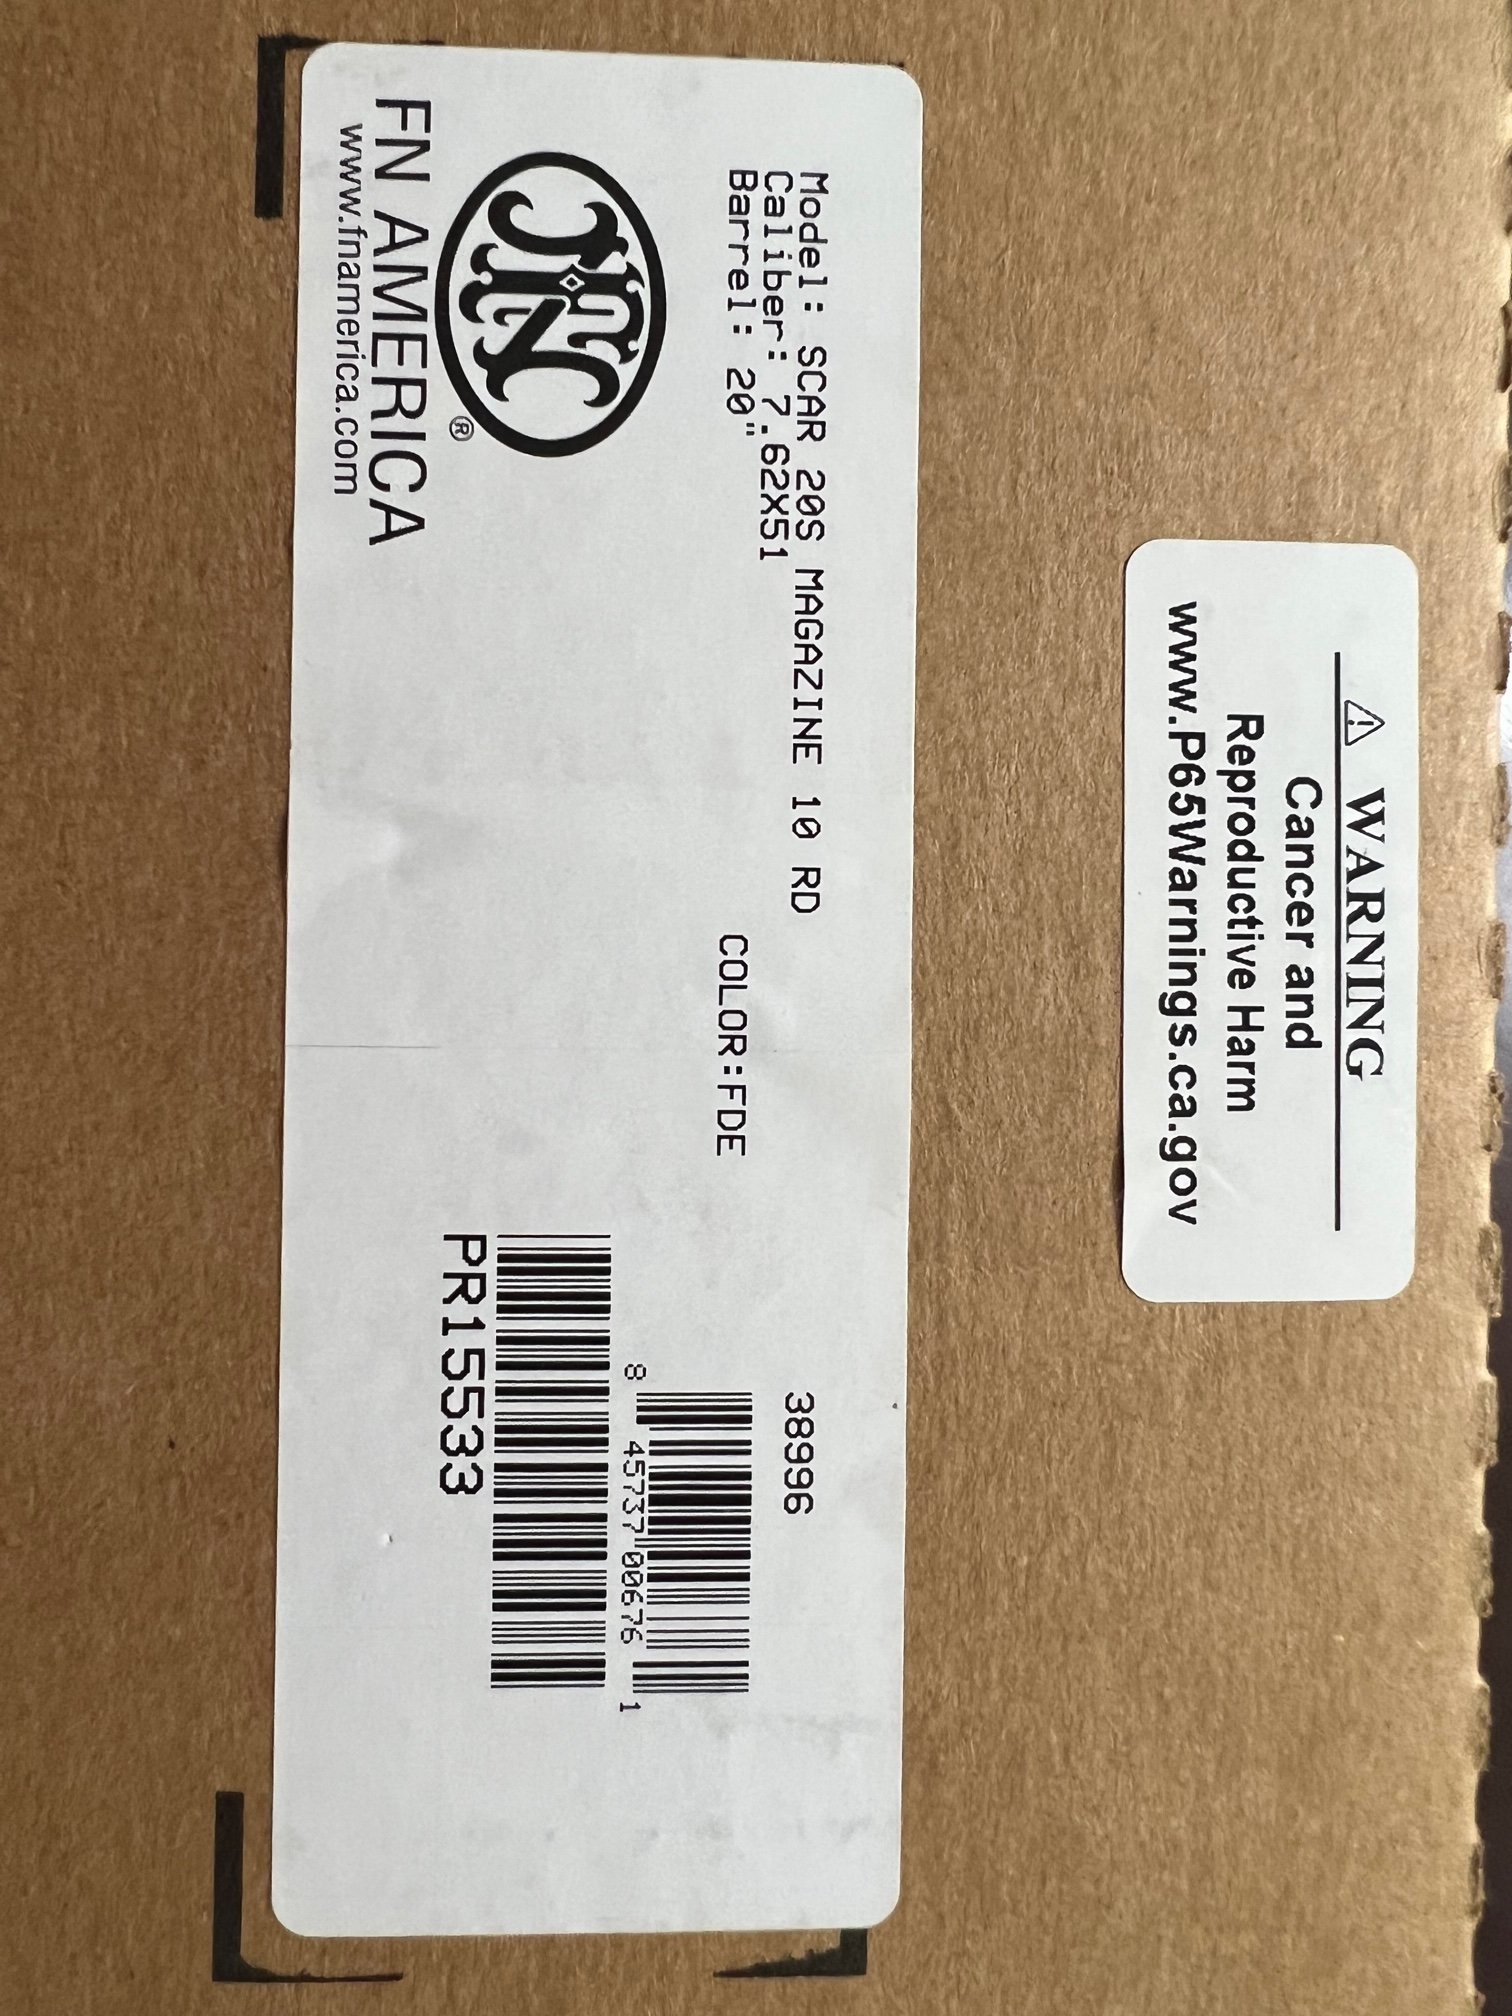 Model: SCAR 20S MAGAZINE 10 RD
Caliber: 7.62X51
Barrel: 20"
COLOR:FDE
38996
8 45737 00676 1
PR15533
FN
®
FN AMERICA
www.fnamerica.com
⚠ WARNING
Cancer and
Reproductive Harm
www.P65Warnings.ca.gov